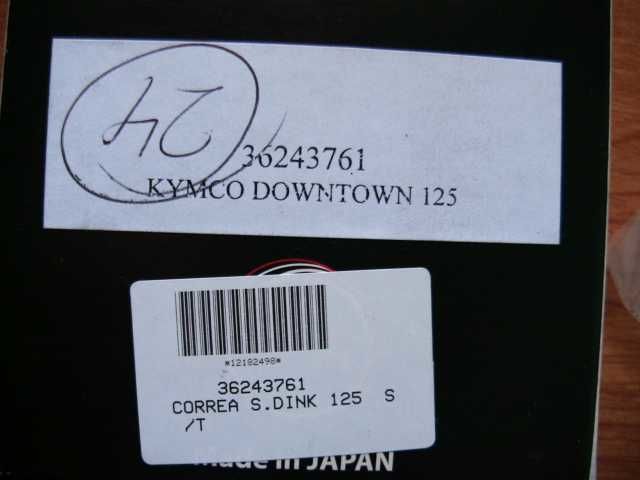 24
36243761
KYMCO DOWNTOWN 125
*12182498*
36243761
CORREA S.DINK 125 S
/T
Made in JAPAN